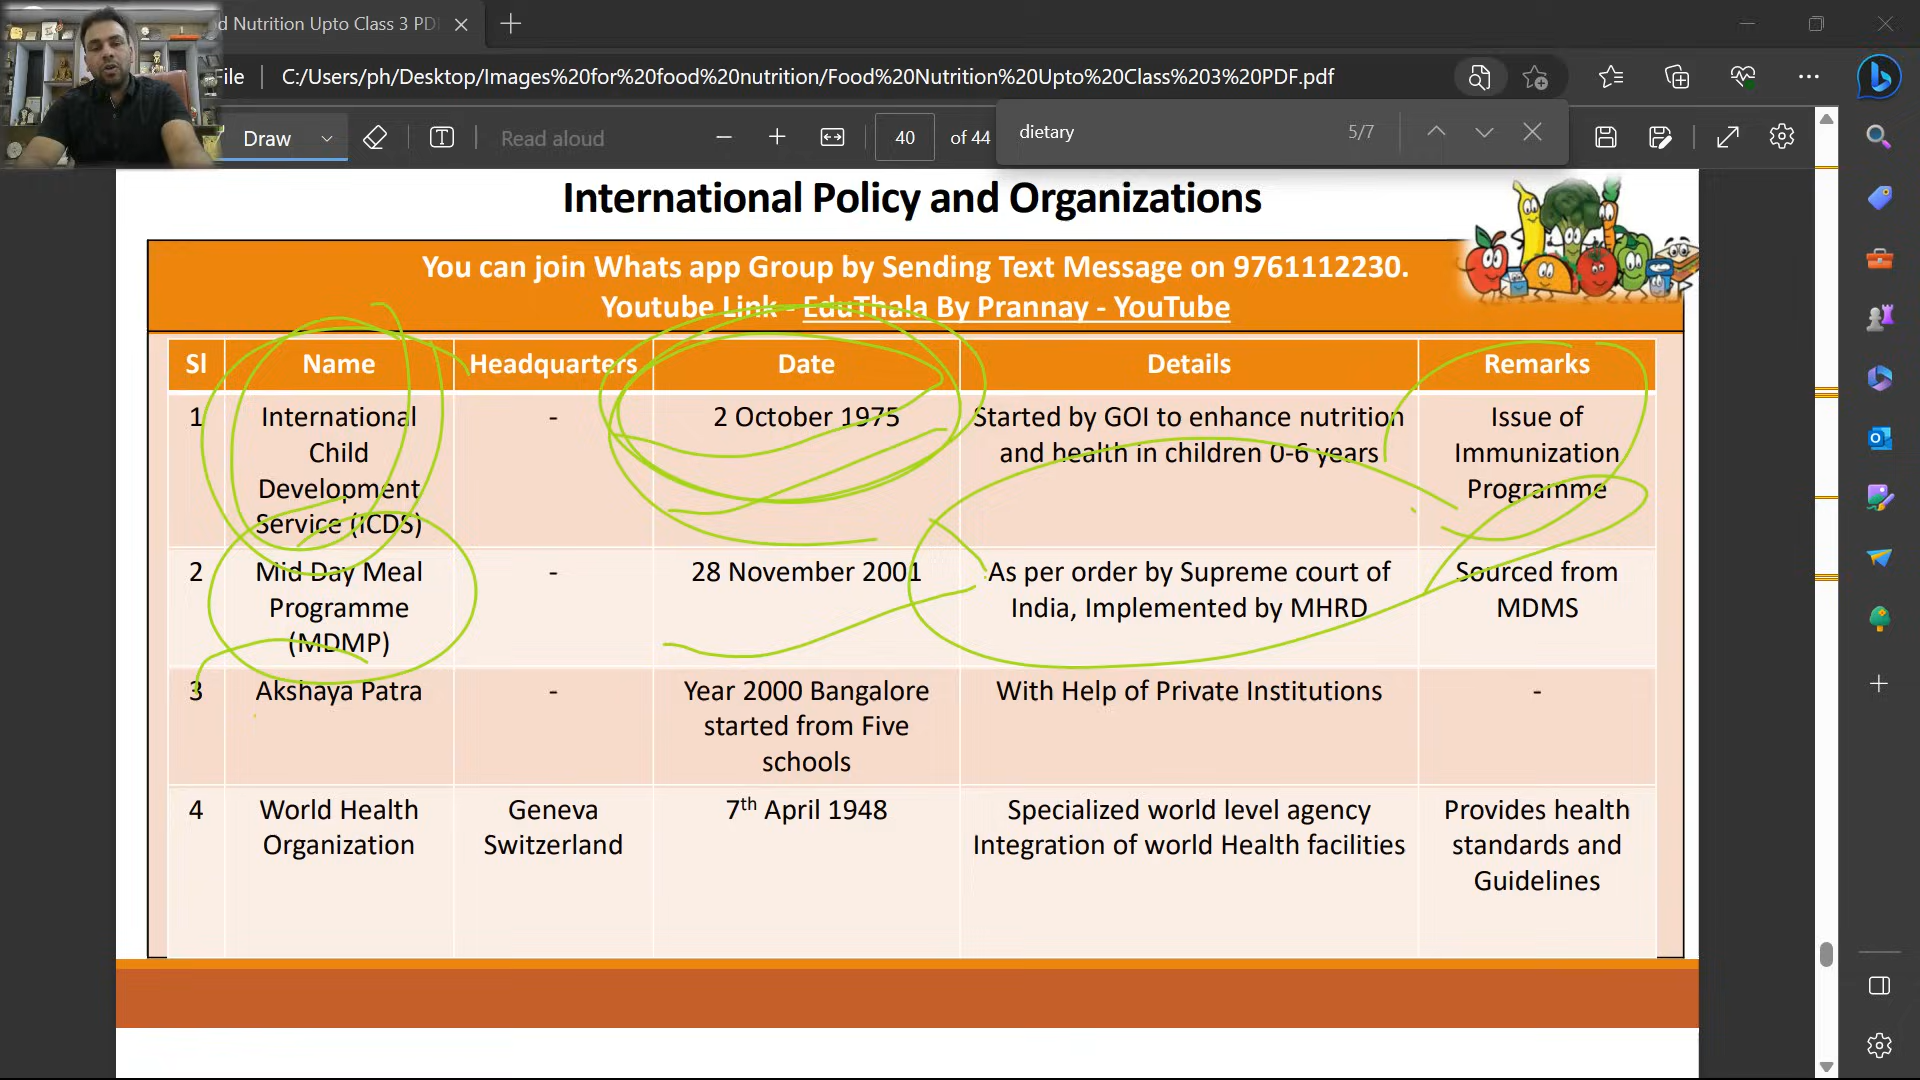 d Nutrition Upto Class 3 PD
File
C:/Users/ph/Desktop/Images%20for%20food%20nutrition/Food%20Nutrition%20Upto%20Class%203%20PDF.pdf
Draw
Read aloud
40
of 44
dietary
5/7
International Policy and Organizations
You can join Whats app Group by Sending Text Message on 9761112230.
Youtube Link - EduThala By Prannay - YouTube
Sl Name Headquarters Date Details Remarks
1 International - 2 October 1975 Started by GOI to enhance nutrition Issue of
Child and health in children 0-6 years Immunization
Development Programme
Service (ICDS)
2 Mid Day Meal - 28 November 2001 As per order by Supreme court of Sourced from
Programme India, Implemented by MHRD MDMS
(MDMP)
3 Akshaya Patra - Year 2000 Bangalore With Help of Private Institutions -
started from Five
schools
4 World Health Geneva 7th April 1948 Specialized world level agency Provides health
Organization Switzerland Integration of world Health facilities standards and
Guidelines